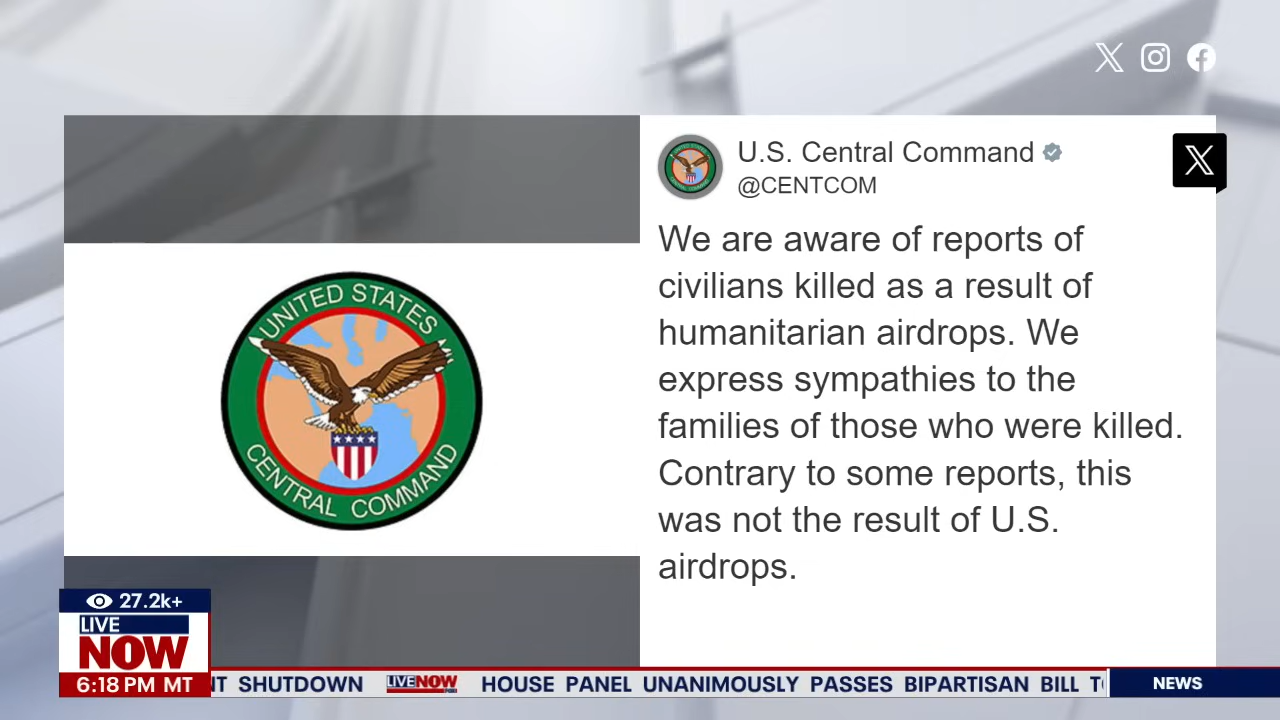 UNITED STATES
CENTRAL COMMAND
U.S. Central Command
@CENTCOM
We are aware of reports of
civilians killed as a result of
humanitarian airdrops. We
express sympathies to the
families of those who were killed.
Contrary to some reports, this
was not the result of U.S.
airdrops.
27.2k+
LIVE
NOW
6:18 PM MT
NT SHUTDOWN LIVENOW FOX HOUSE PANEL UNANIMOUSLY PASSES BIPARTISAN BILL
NEWS